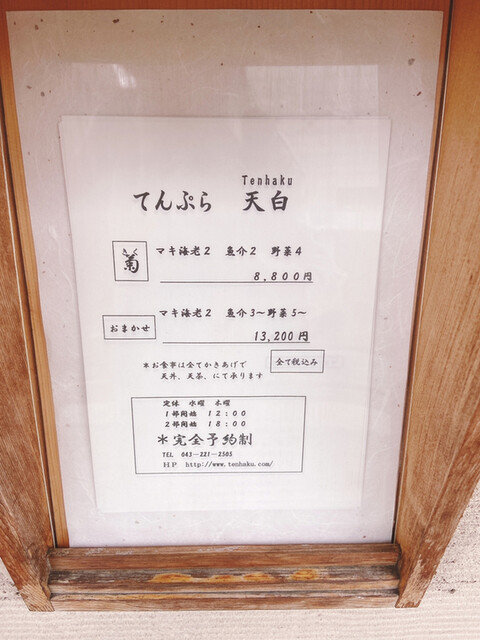 Tenhaku
てんぷら 天白
菊
マキ海老2 魚介2 野菜4
8,800円
おまかせ
マキ海老2 魚介3〜野菜5〜
13,200円
全て税込み
*お食事は全てかきあげで
天丼、天茶、にて承ります
定休 水曜 木曜
1部開始 12:00
2部開始 18:00
*完全予約制
TEL 043-221-2505
HP http://www.tenhaku.com/